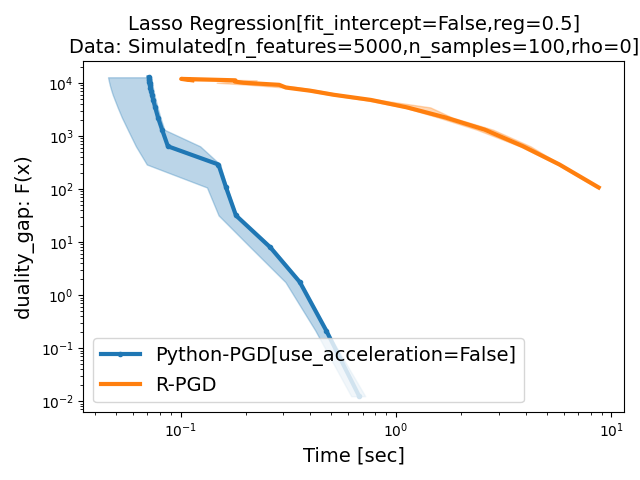 Lasso Regression[fit_intercept=False,reg=0.5]
Data: Simulated[n_features=5000,n_samples=100,rho=0]
duality_gap: F(x)
10^4
10^3
10^2
10^1
10^0
10^-1
10^-2
Python-PGD[use_acceleration=False]
R-PGD
10^-1 10^0 10^1
Time [sec]